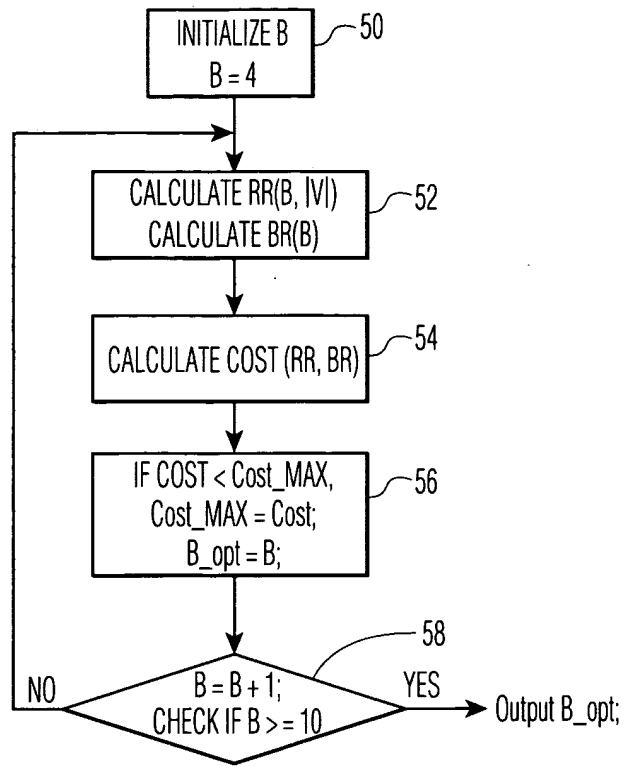 INITIALIZE B
B = 4
50
CALCULATE RR(B, |V|)
CALCULATE BR(B)
52
CALCULATE COST (RR, BR)
54
IF COST < Cost_MAX,
Cost_MAX = Cost;
B_opt = B;
56
58
NO
B = B + 1;
CHECK IF B >= 10
YES
Output B_opt;